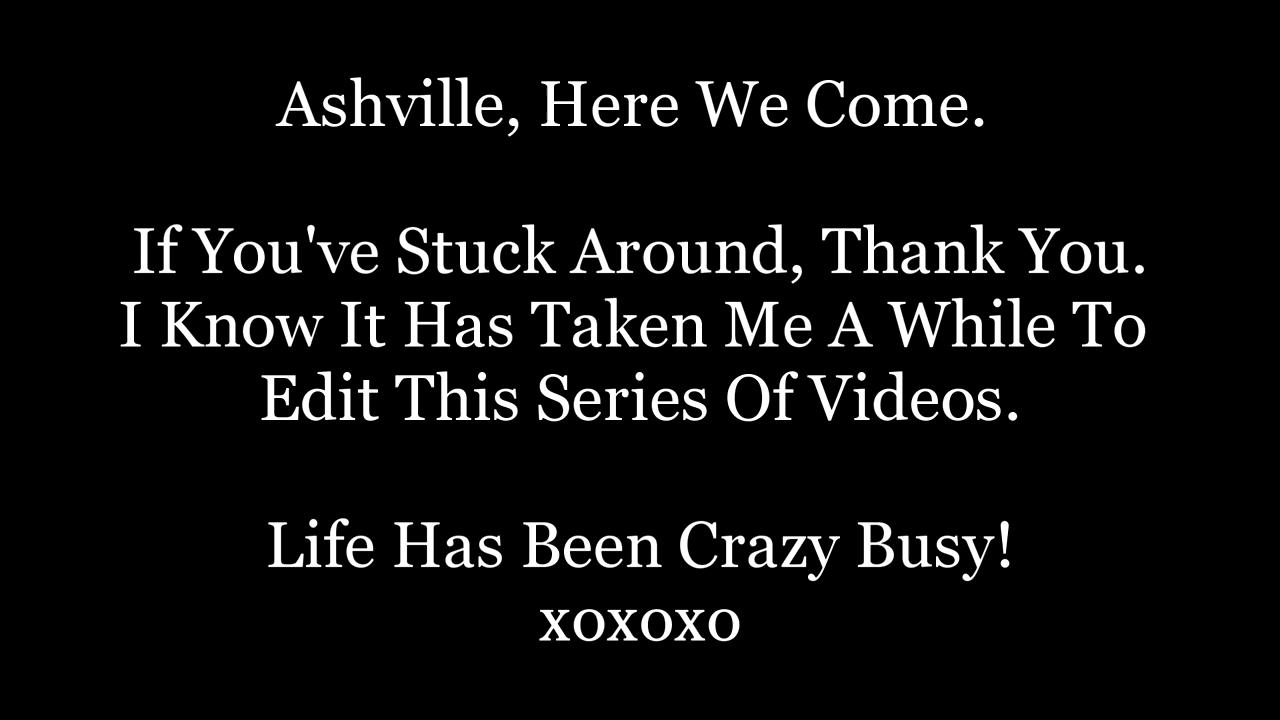 Ashville, Here We Come.
If You've Stuck Around, Thank You.
I Know It Has Taken Me A While To
Edit This Series Of Videos.
Life Has Been Crazy Busy!
xoxoxo